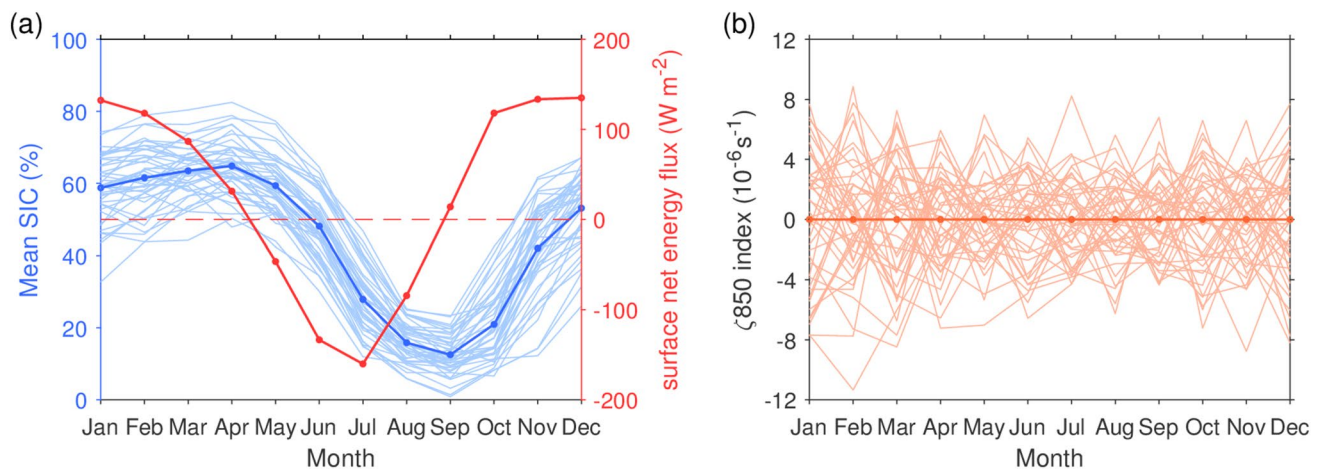 (a)
100
80
60
40
20
0
Mean SIC (%)
200
100
0
-100
-200
surface net energy flux (W m⁻²)
Jan Feb Mar Apr May Jun Jul Aug Sep Oct Nov Dec
Month
(b)
12
8
4
0
-4
-8
-12
ζ850 index (10⁻⁶s⁻¹)
Jan Feb Mar Apr May Jun Jul Aug Sep Oct Nov Dec
Month